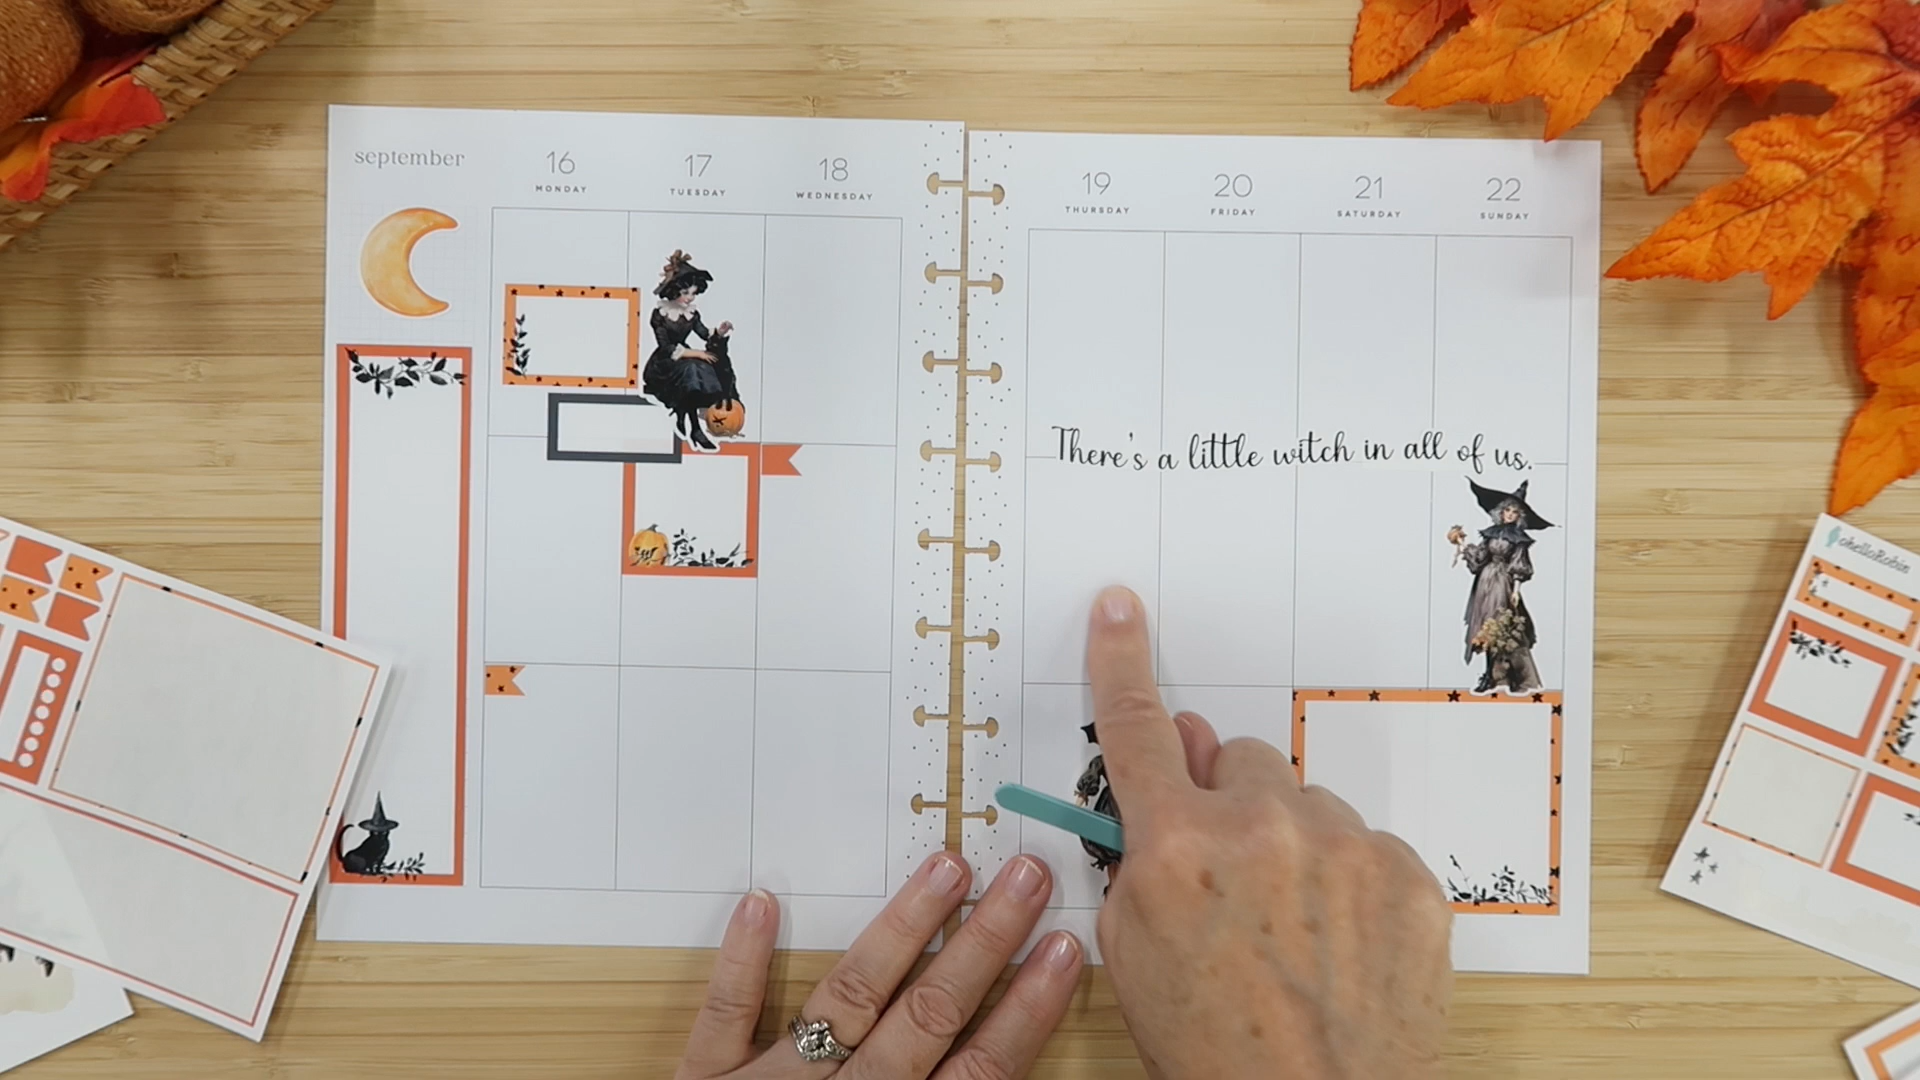 september
16
MONDAY
17
TUESDAY
18
WEDNESDAY
19
THURSDAY
20
FRIDAY
21
SATURDAY
22
SUNDAY
There's a little witch in all of us.
ohelloRobin